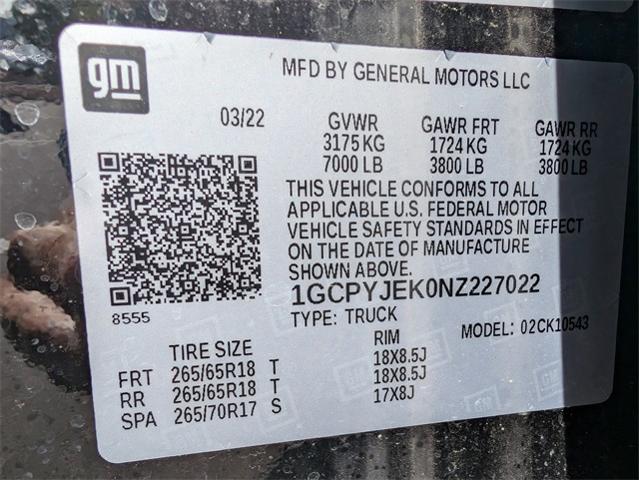 gm
MFD BY GENERAL MOTORS LLC
03/22 GVWR GAWR FRT GAWR RR
3175 KG 1724 KG 1724 KG
7000 LB 3800 LB 3800 LB
THIS VEHICLE CONFORMS TO ALL
APPLICABLE U.S. FEDERAL MOTOR
VEHICLE SAFETY STANDARDS IN EFFECT
ON THE DATE OF MANUFACTURE
SHOWN ABOVE.
1GCPYJEK0NZ227022
8555
TYPE: TRUCK MODEL: 02CK10543
TIRE SIZE RIM
FRT 265/65R18 T 18X8.5J
RR 265/65R18 T 18X8.5J
SPA 265/70R17 S 17X8J